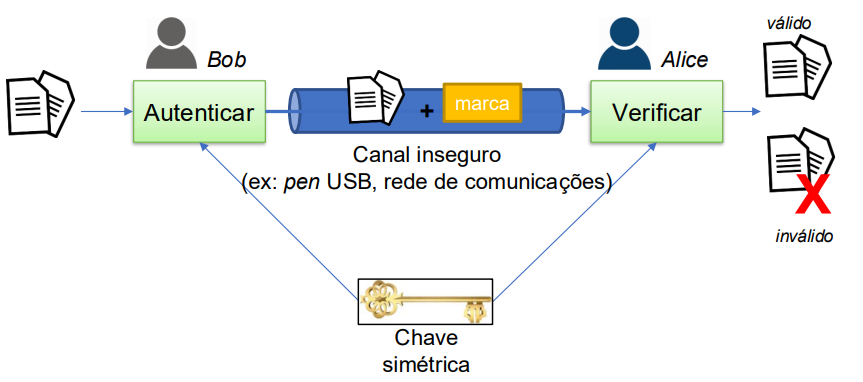 válido
Bob
Alice
Autenticar
+
marca
Verificar
Canal inseguro
(ex: pen USB, rede de comunicações)
X
inválido
Chave
simétrica